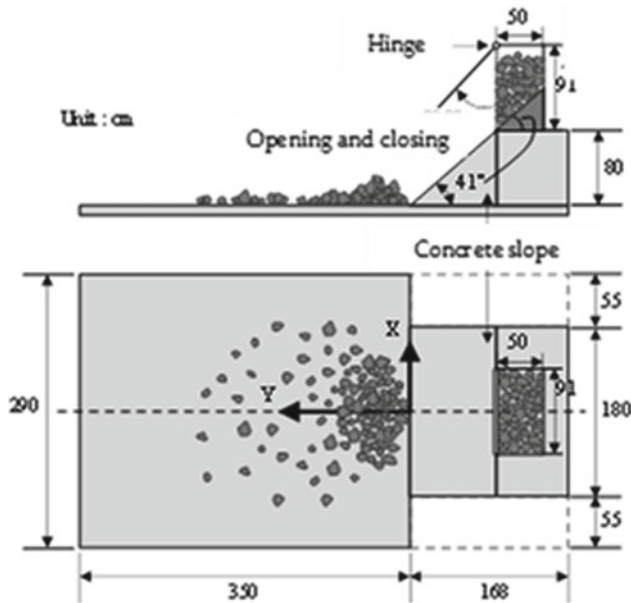 50
Hinge
91
Unit : cm
Opening and closing
80
41°
Concrete slope
55
X
50
290
Y
91
180
55
350
168